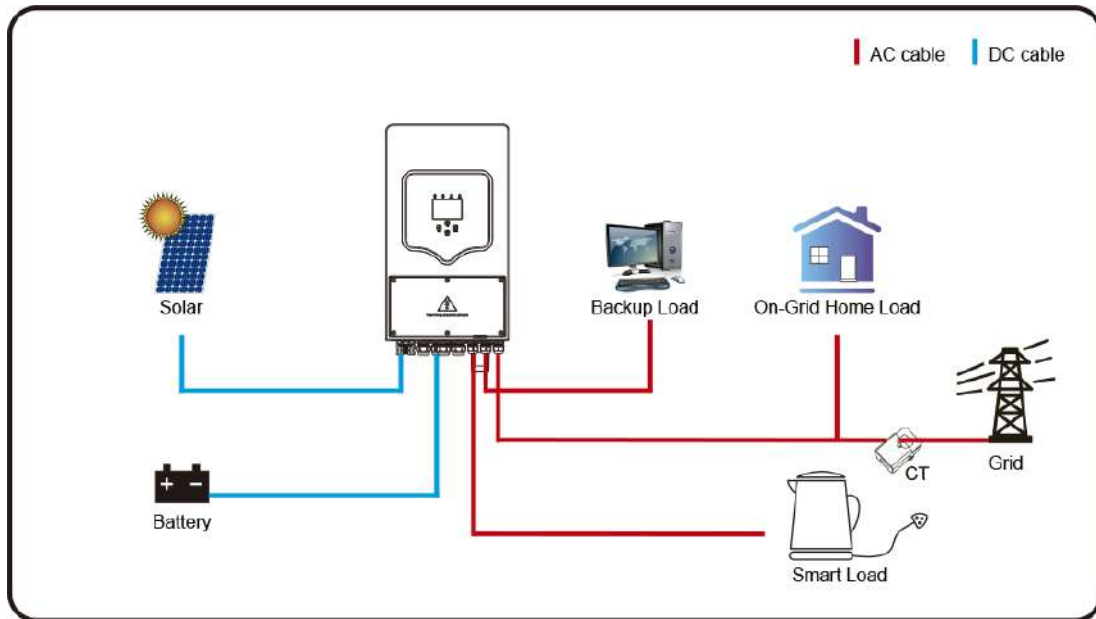 AC cable
DC cable
Solar
Backup Load
On-Grid Home Load
Battery
+ -
CT
Grid
Smart Load